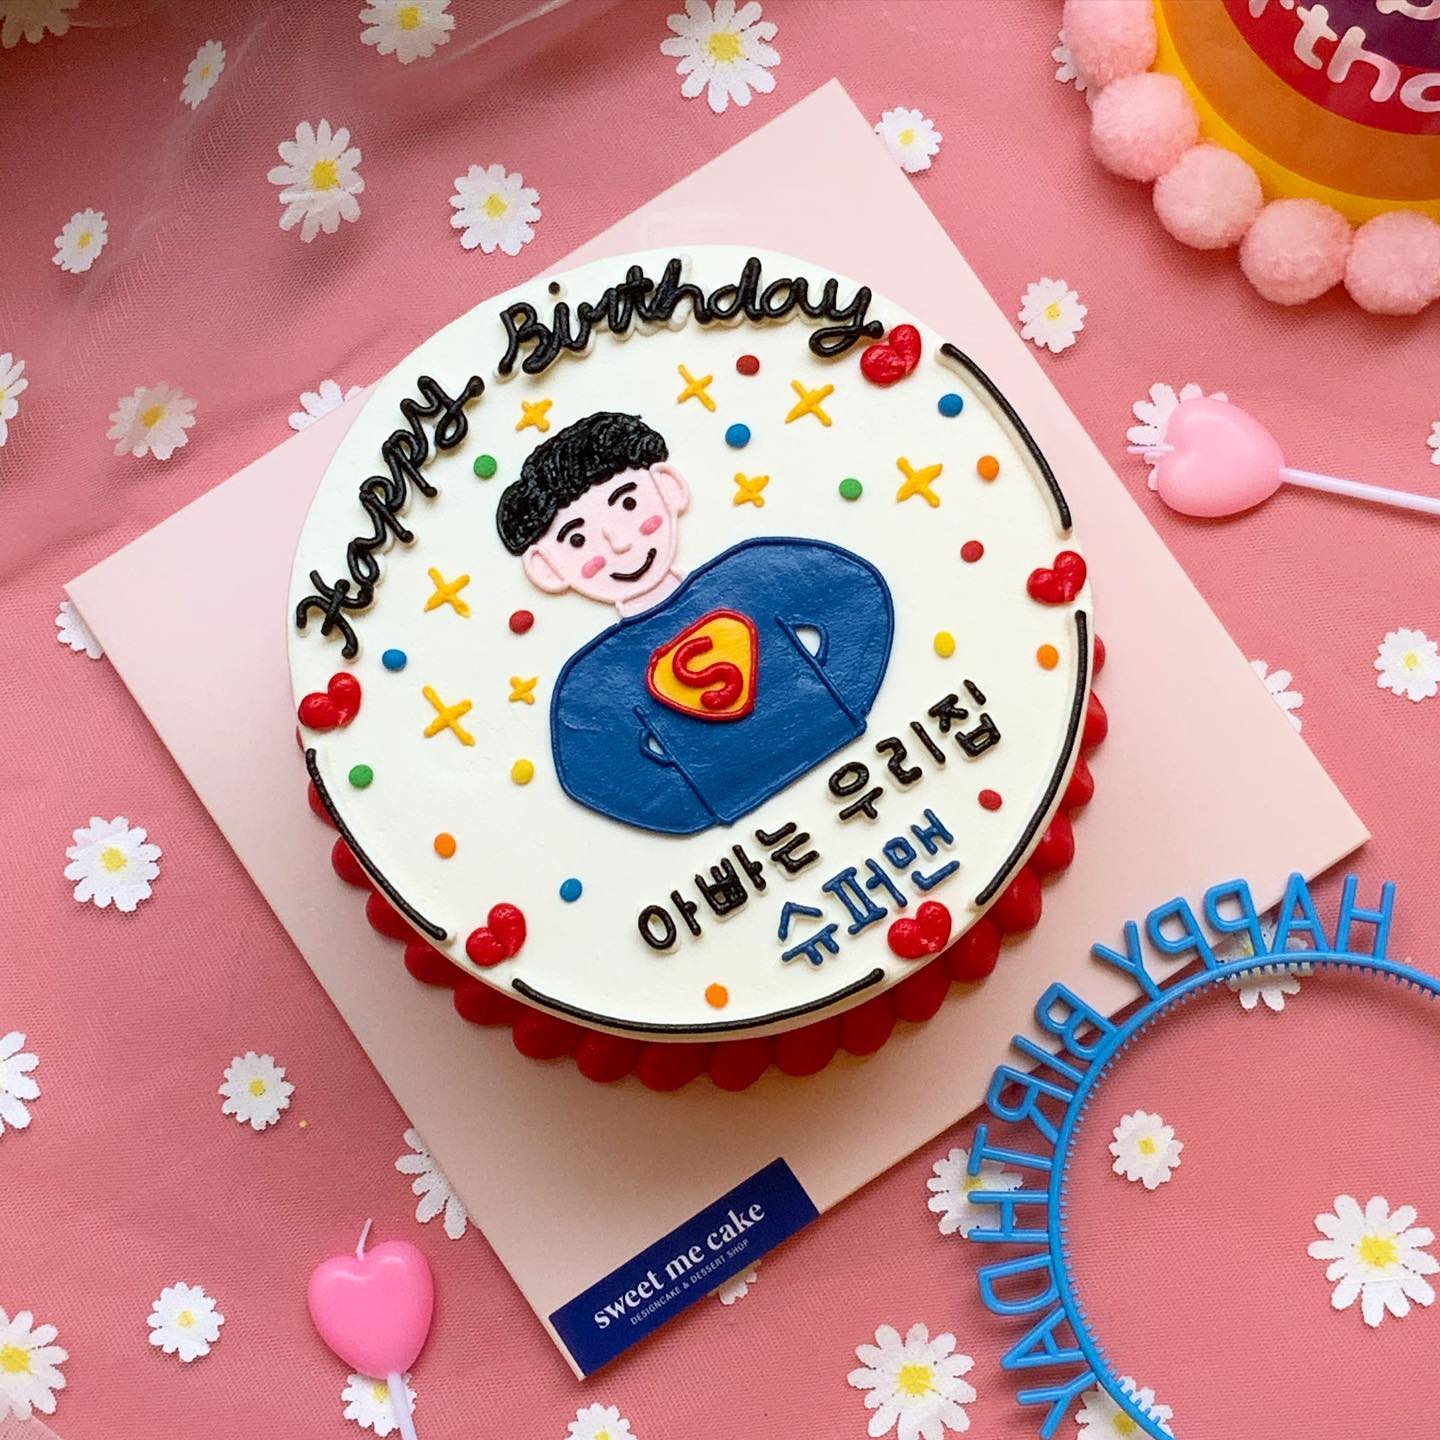 Happy Birthday
S
아빠는 우리집
슈퍼맨
sweet me cake
DESIGNCAKE & DESSERT SHOP
HAPPY BIRTHDAY